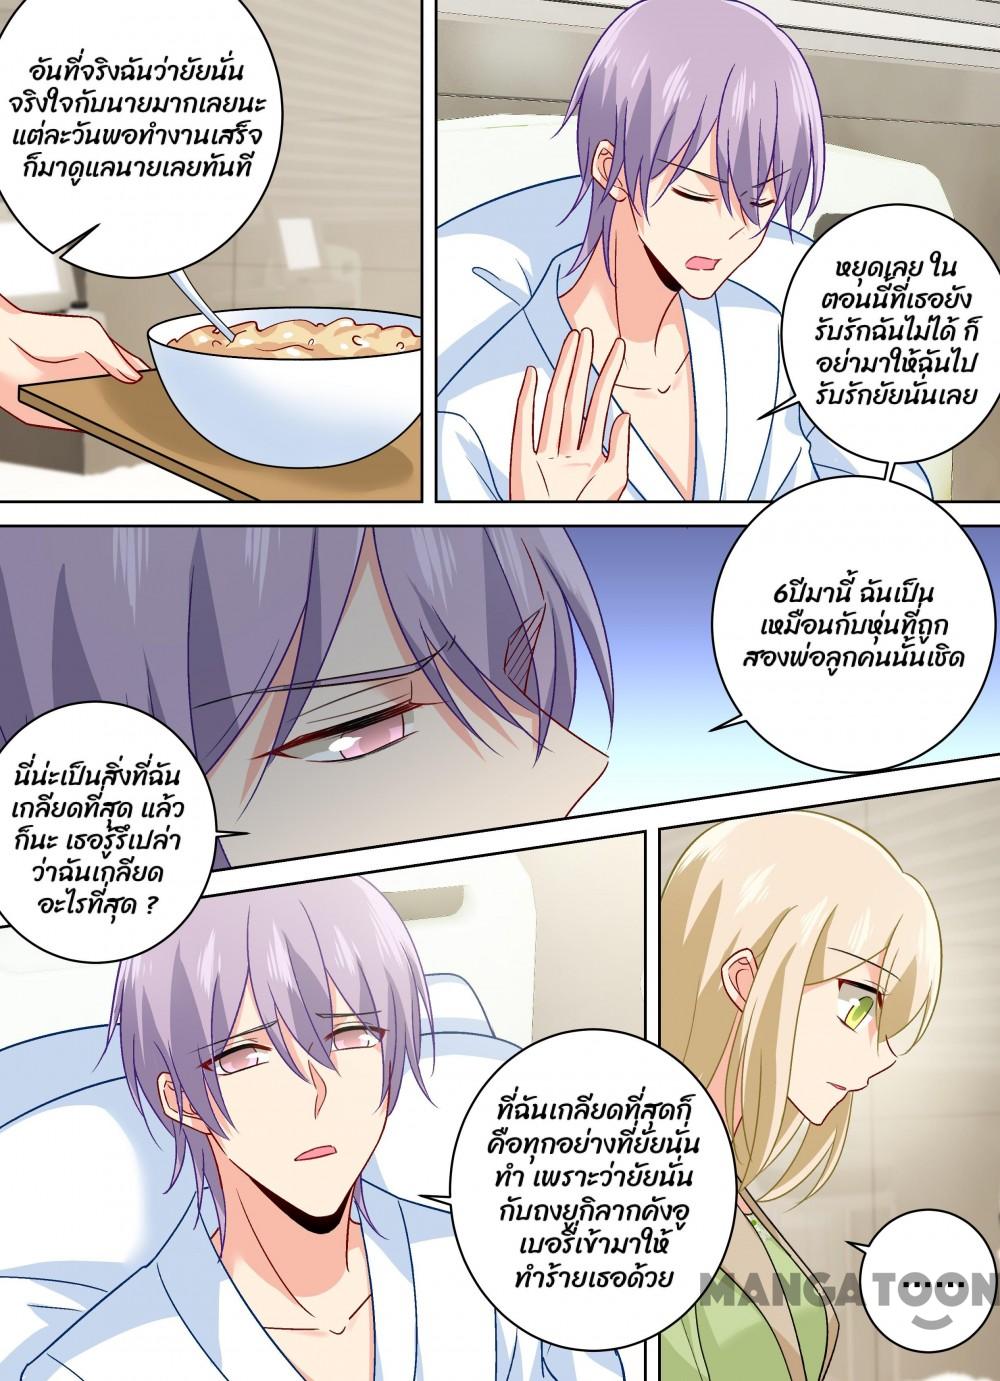 อันที่จริงฉันว่ายัยนั่น
จริงใจกับนายมากเลยนะ
แต่ละวันพอทำงานเสร็จ
ก็มาดูแลนายเลยทันที
หยุดเลย ใน
ตอนนี้ที่เธอยัง
รับรักฉันไม่ได้ ก็
อย่ามาให้ฉันไป
รับรักยัยนั่นเลย
6ปีมานี้ ฉันเป็น
เหมือนกับหุ่นที่ถูก
สองพ่อลูกคนนั้นเชิด
นี่น่ะเป็นสิ่งที่ฉัน
เกลียดที่สุด แล้ว
ก็นะ เธอรู้รึเปล่า
ว่าฉันเกลียด
อะไรที่สุด ?
ที่ฉันเกลียดที่สุดก็
คือทุกอย่างที่ยัยนั่น
ทำ เพราะว่ายัยนั่น
กับถงยูกิลากคังอู
เบอรี่เข้ามาให้
ทำร้ายเธอด้วย
......
MANGATOON